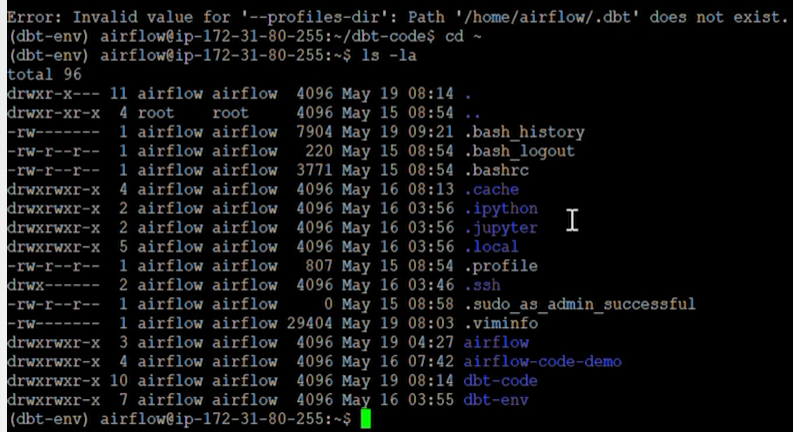 Error: Invalid value for '--profiles-dir': Path '/home/airflow/.dbt' does not exist.
(dbt-env) airflow@ip-172-31-80-255:~/dbt-code$ cd ~
(dbt-env) airflow@ip-172-31-80-255:~$ ls -la
total 96
drwxr-x--- 11 airflow airflow  4096 May 19 08:14 .
drwxr-xr-x  4 root    root     4096 May 15 08:54 ..
-rw-------  1 airflow airflow  7904 May 19 09:21 .bash_history
-rw-r--r--  1 airflow airflow   220 May 15 08:54 .bash_logout
-rw-r--r--  1 airflow airflow  3771 May 15 08:54 .bashrc
drwxrwxr-x  4 airflow airflow  4096 May 16 08:13 .cache
drwxrwxr-x  2 airflow airflow  4096 May 16 03:56 .ipython
drwxrwxr-x  2 airflow airflow  4096 May 16 03:56 .jupyter
drwxrwxr-x  5 airflow airflow  4096 May 16 03:56 .local
-rw-r--r--  1 airflow airflow   807 May 15 08:54 .profile
drwx------  2 airflow airflow  4096 May 16 03:46 .ssh
-rw-r--r--  1 airflow airflow     0 May 15 08:58 .sudo_as_admin_successful
-rw-------  1 airflow airflow 29404 May 19 08:03 .viminfo
drwxrwxr-x  3 airflow airflow  4096 May 19 04:27 airflow
drwxrwxr-x  4 airflow airflow  4096 May 16 07:42 airflow-code-demo
drwxrwxr-x 10 airflow airflow  4096 May 19 08:14 dbt-code
drwxrwxr-x  7 airflow airflow  4096 May 16 03:55 dbt-env
(dbt-env) airflow@ip-172-31-80-255:~$